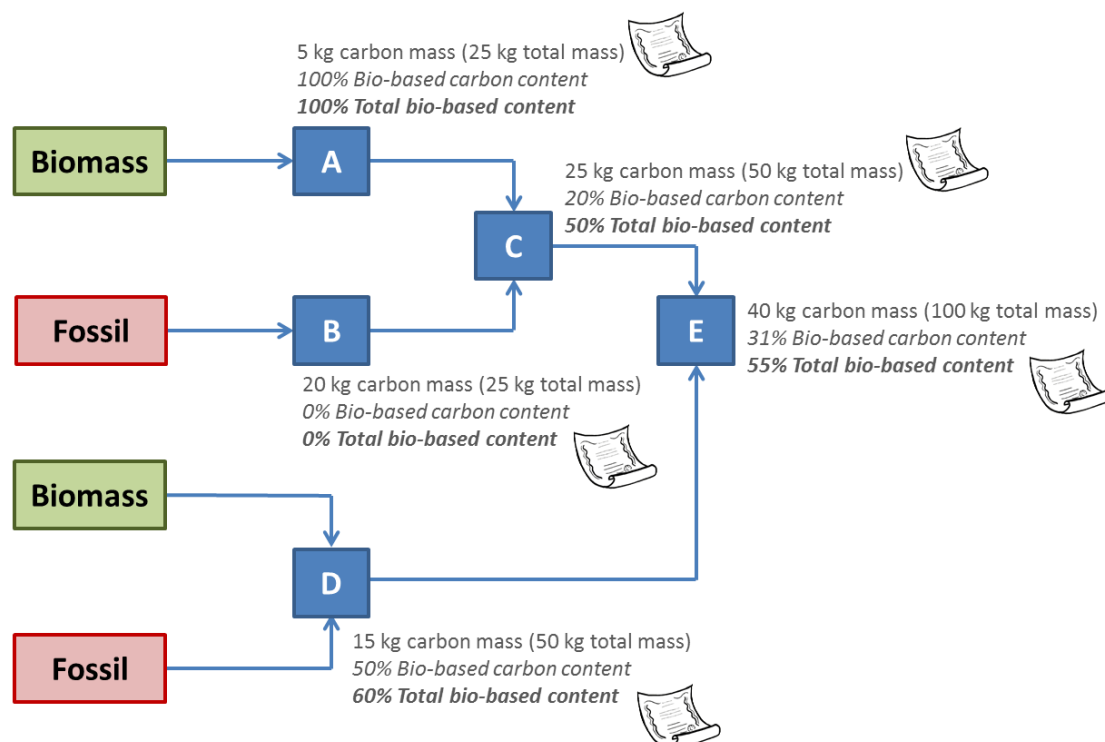 5 kg carbon mass (25 kg total mass)
100% Bio-based carbon content
100% Total bio-based content
Biomass
A
25 kg carbon mass (50 kg total mass)
20% Bio-based carbon content
50% Total bio-based content
C
Fossil
B
E
40 kg carbon mass (100 kg total mass)
31% Bio-based carbon content
55% Total bio-based content
20 kg carbon mass (25 kg total mass)
0% Bio-based carbon content
0% Total bio-based content
Biomass
D
Fossil
15 kg carbon mass (50 kg total mass)
50% Bio-based carbon content
60% Total bio-based content